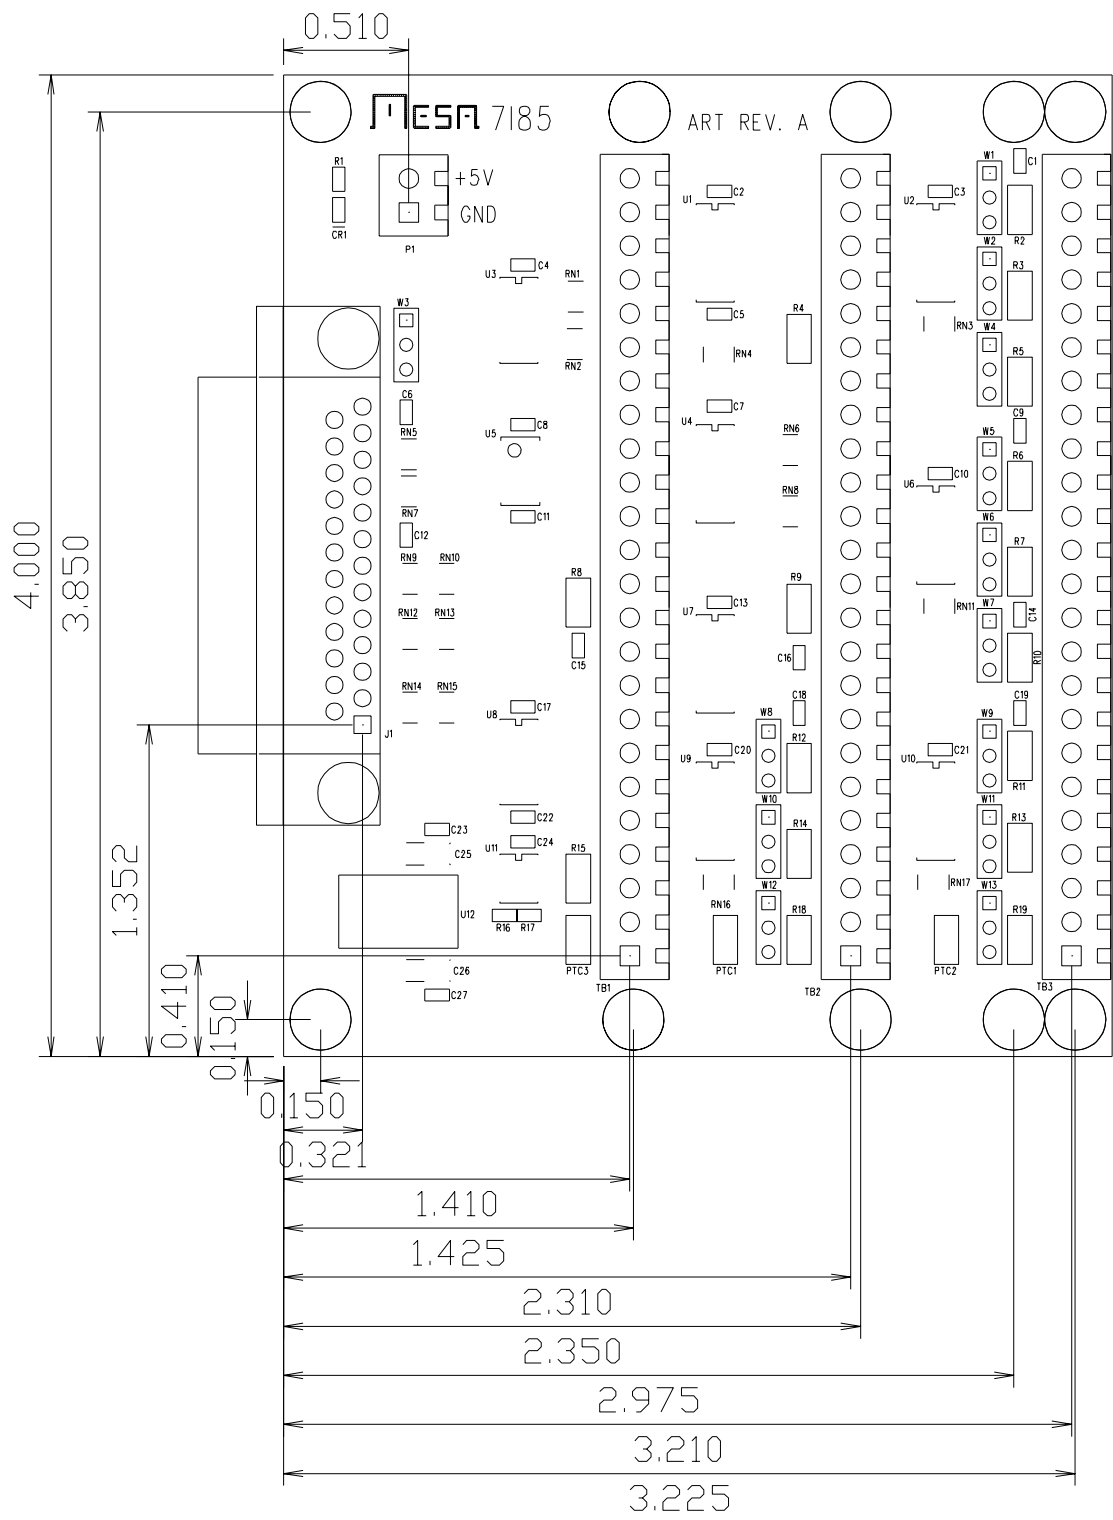 0.510
MESA 7I85
ART REV. A
R1
+5V
GND
CR1
P1
U1
C2
U2
C3
W1
C1
R2
U3
C4
RN1
W2
R3
W3
C5
R4
RN3
W4
RN2
RN4
R5
C6
C7
C9
RN5
U5
C8
U4
RN6
W5
R6
U6
C10
RN7
C11
RN8
W6
C12
R7
RN9
RN10
R8
R9
RN12
RN13
U7
C13
RN11
W7
C14
C15
C16
R10
RN14
RN15
U8
C17
C18
C19
J1
W8
R12
W9
U9
C20
U10
C21
R11
W10
W11
C22
C23
R14
R13
C25
U11
C24
R15
W12
RN17
W13
U12
R16
R17
RN16
R18
R19
C26
C27
PTC3
TB1
PTC1
TB2
PTC2
TB3
4.000
3.850
1.352
0.410
0.150
0.150
0.321
1.410
1.425
2.310
2.350
2.975
3.210
3.225